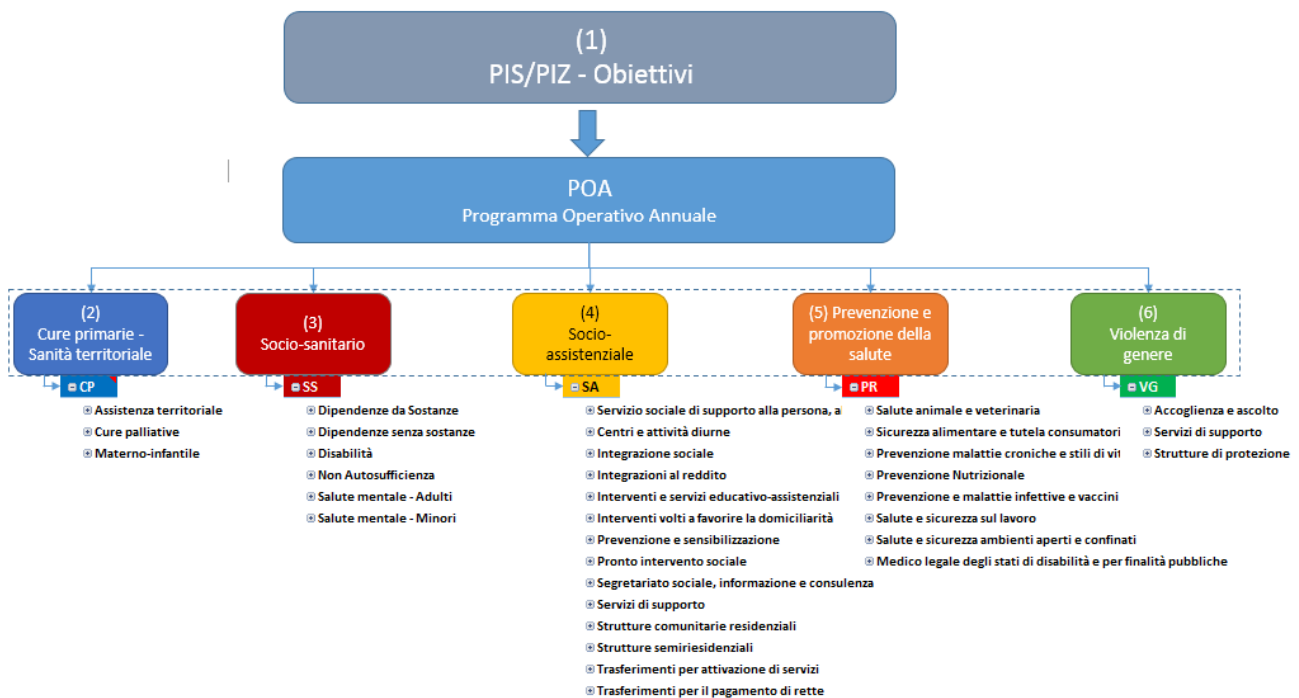 (1)
PIS/PIZ - Obiettivi
POA
Programma Operativo Annuale
(2)
Cure primarie -
Sanità territoriale
(3)
Socio-sanitario
(4)
Socio-
assistenziale
(5) Prevenzione e
promozione della
salute
(6)
Violenza di
genere
CP
Assistenza territoriale
Cure palliative
Materno-infantile
SS
Dipendenze da Sostanze
Dipendenze senza sostanze
Disabilità
Non Autosufficienza
Salute mentale - Adulti
Salute mentale - Minori
SA
Servizio sociale di supporto alla persona, al
Centri e attività diurne
Integrazione sociale
Integrazioni al reddito
Interventi e servizi educativo-assistenziali
Interventi volti a favorire la domiciliarità
Prevenzione e sensibilizzazione
Pronto intervento sociale
Segretariato sociale, informazione e consulenza
Servizi di supporto
Strutture comunitarie residenziali
Strutture semiriesidenziali
Trasferimenti per attivazione di servizi
Trasferimenti per il pagamento di rette
PR
Salute animale e veterinaria
Sicurezza alimentare e tutela consumatori
Prevenzione malattie croniche e stili di vit
Prevenzione Nutrizionale
Prevenzione e malattie infettive e vaccini
Salute e sicurezza sul lavoro
Salute e sicurezza ambienti aperti e confinati
Medico legale degli stati di disabilità e per finalità pubbliche
VG
Accoglienza e ascolto
Servizi di supporto
Strutture di protezione